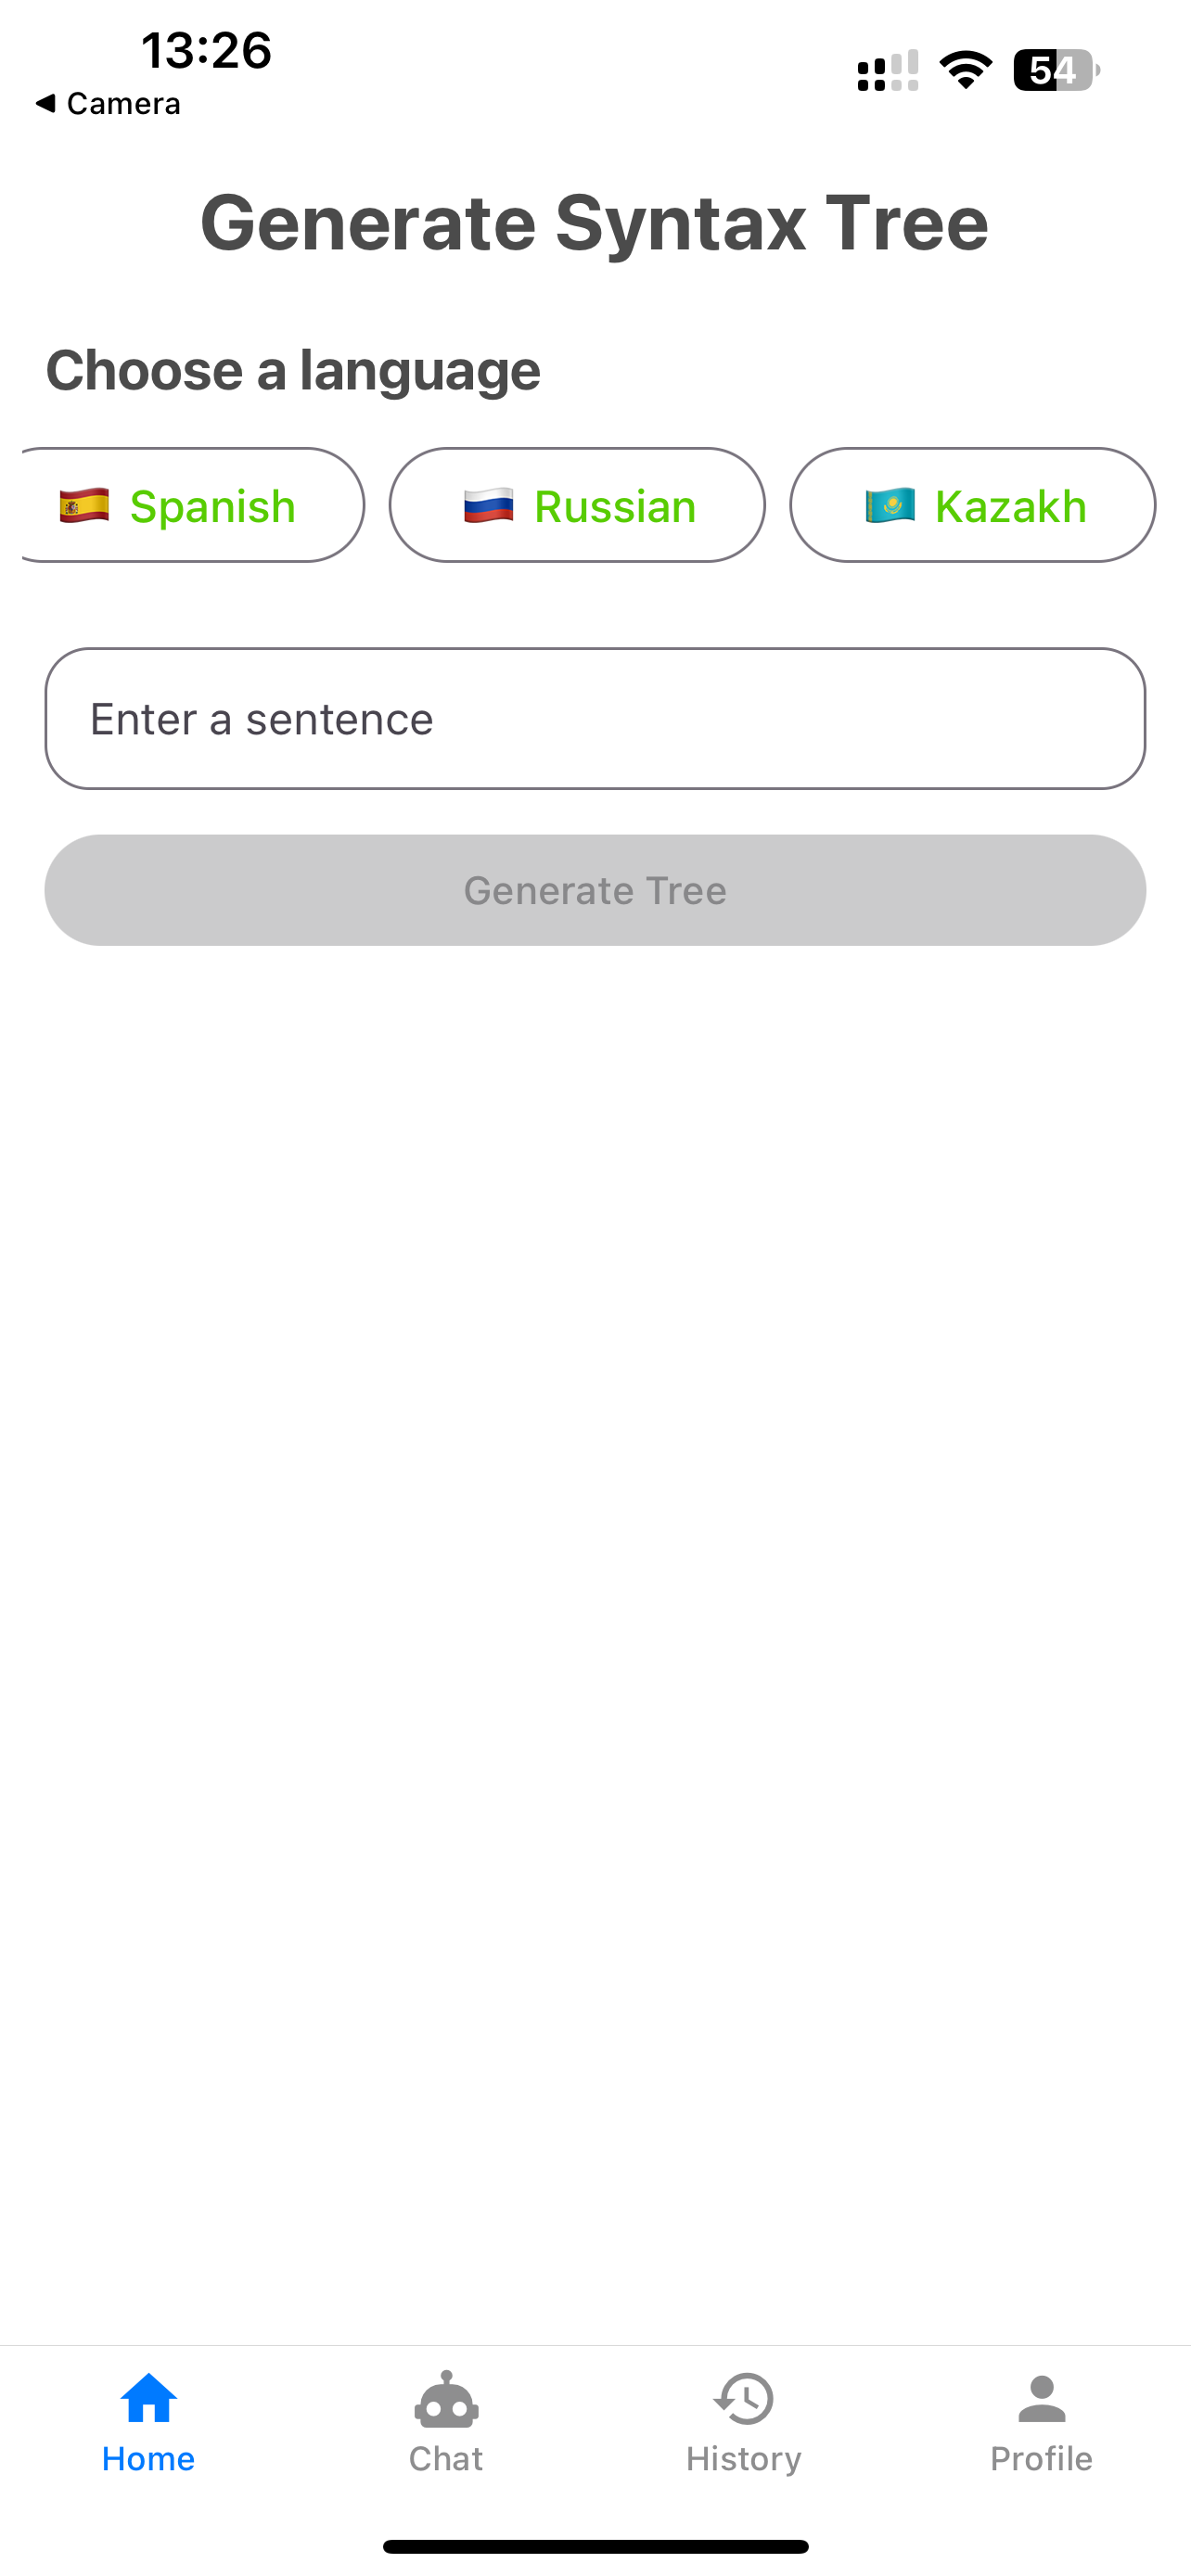 13:26
54
Camera
Generate Syntax Tree
Choose a language
Spanish Russian Kazakh
Enter a sentence
Generate Tree
Home Chat History Profile